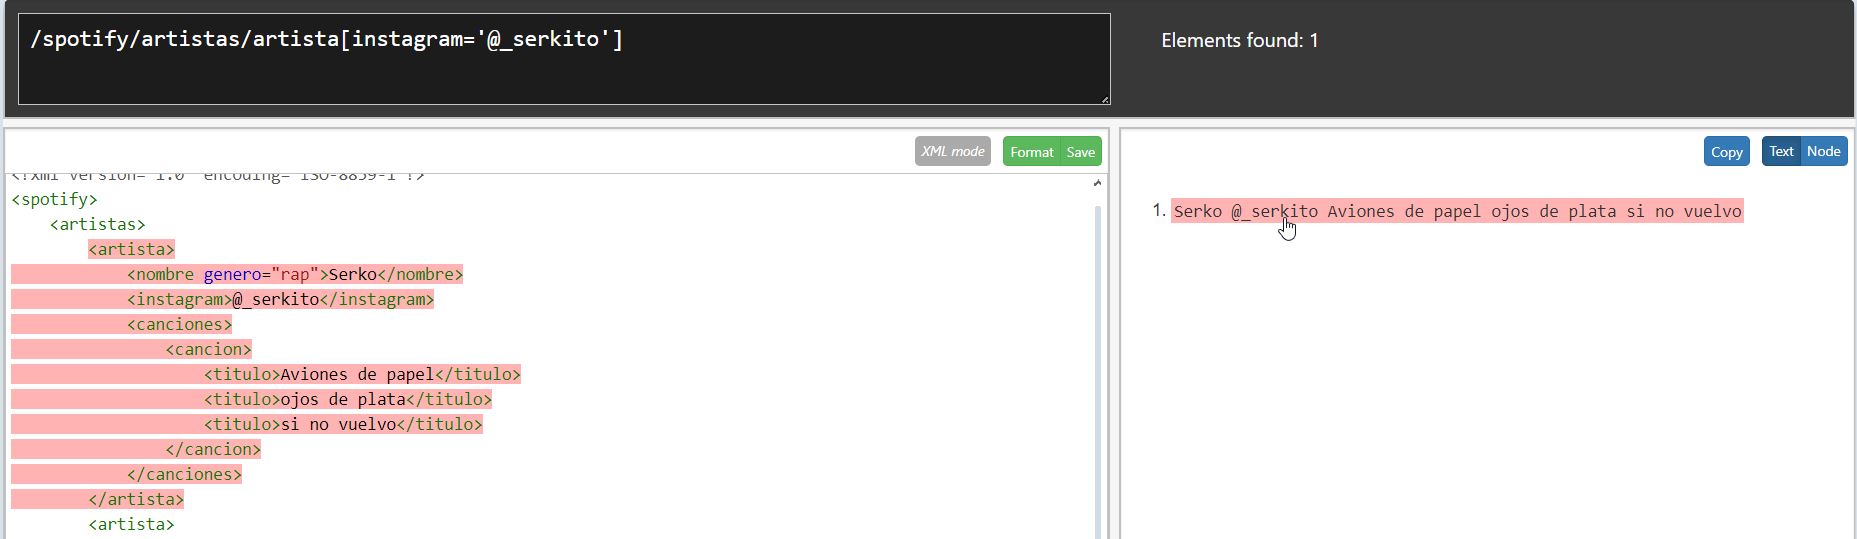 /spotify/artistas/artista[instagram='@_serkito']
Elements found: 1
XML mode
Format
Save
Copy
Text
Node
<?xml version="1.0" encoding="ISO-8859-1"?>
<spotify>
<artistas>
<artista>
<nombre genero="rap">Serko</nombre>
<instagram>@_serkito</instagram>
<canciones>
<cancion>
<titulo>Aviones de papel</titulo>
<titulo>ojos de plata</titulo>
<titulo>si no vuelvo</titulo>
</cancion>
</canciones>
</artista>
<artista>
1. Serko @_serkito Aviones de papel ojos de plata si no vuelvo